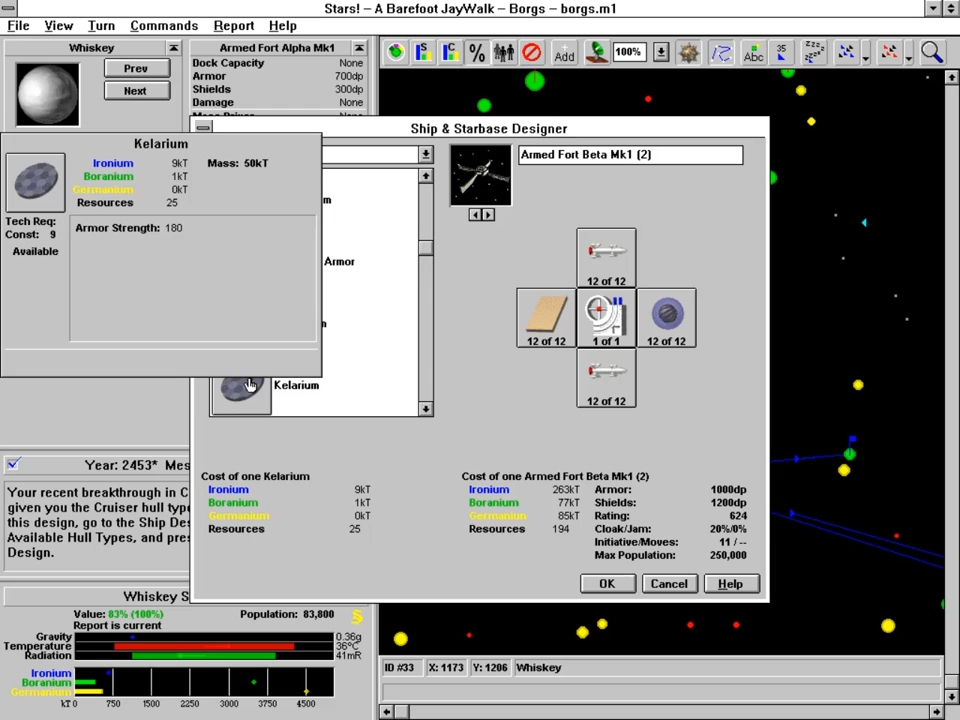 Stars! – A Barefoot JayWalk – Borgs – borgs.m1
File View Turn Commands Report Help
Whiskey
Prev
Next
Armed Fort Alpha Mk1
Dock Capacity None
Armor 700dp
Shields 300dp
Damage None
100%
Add
Abc
35
zzz
Kelarium
Ironium 9kT
Boranium 1kT
Germanium 0kT
Resources 25
Mass: 50kT
Tech Req:
Const: 9
Available
Armor Strength: 180
Ship & Starbase Designer
Armed Fort Beta Mk1 (2)
m
Armor
12 of 12
12 of 12
1 of 1
12 of 12
12 of 12
Kelarium
Cost of one Kelarium
Ironium 9kT
Boranium 1kT
Germanium 0kT
Resources 25
Cost of one Armed Fort Beta Mk1 (2)
Ironium 263kT
Boranium 77kT
Germanium 85kT
Resources 194
Armor: 1000dp
Shields: 1200dp
Rating: 624
Cloak/Jam: 20%/0%
Initiative/Moves: 11 / --
Max Population: 250,000
OK
Cancel
Help
Year: 2453* Mes
Your recent breakthrough in C
given you the Cruiser hull type
this design, go to the Ship Des
Available Hull Types, and pres
Design.
Whiskey S
Value: 83% (100%) Population: 83,800
Report is current
Gravity 0.36g
Temperature 36°C
Radiation 41mR
Ironium
Boranium
Germanium
kT 0 750 1500 2250 3000 3750 4500
ID #33 X: 1173 Y: 1206 Whiskey